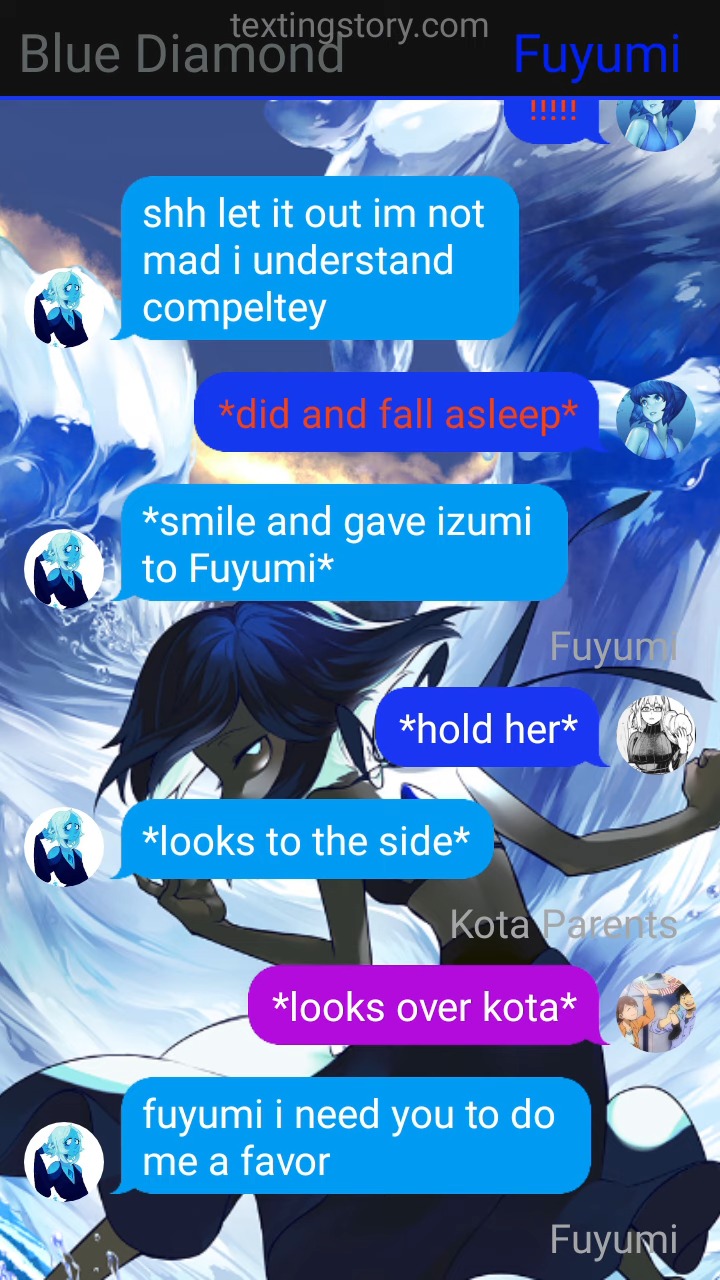 textingstory.com
Blue Diamond
Fuyumi
!!!!!
shh let it out im not
mad i understand
compeltey
*did and fall asleep*
*smile and gave izumi
to Fuyumi*
Fuyumi
*hold her*
*looks to the side*
Kota Parents
*looks over kota*
fuyumi i need you to do
me a favor
Fuyumi